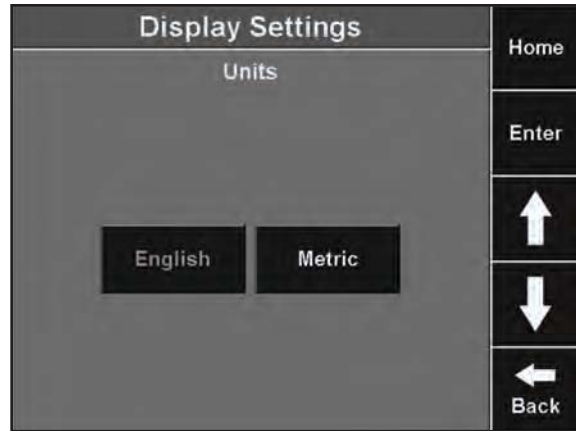 Display Settings
Units
English
Metric
Home
Enter
Back